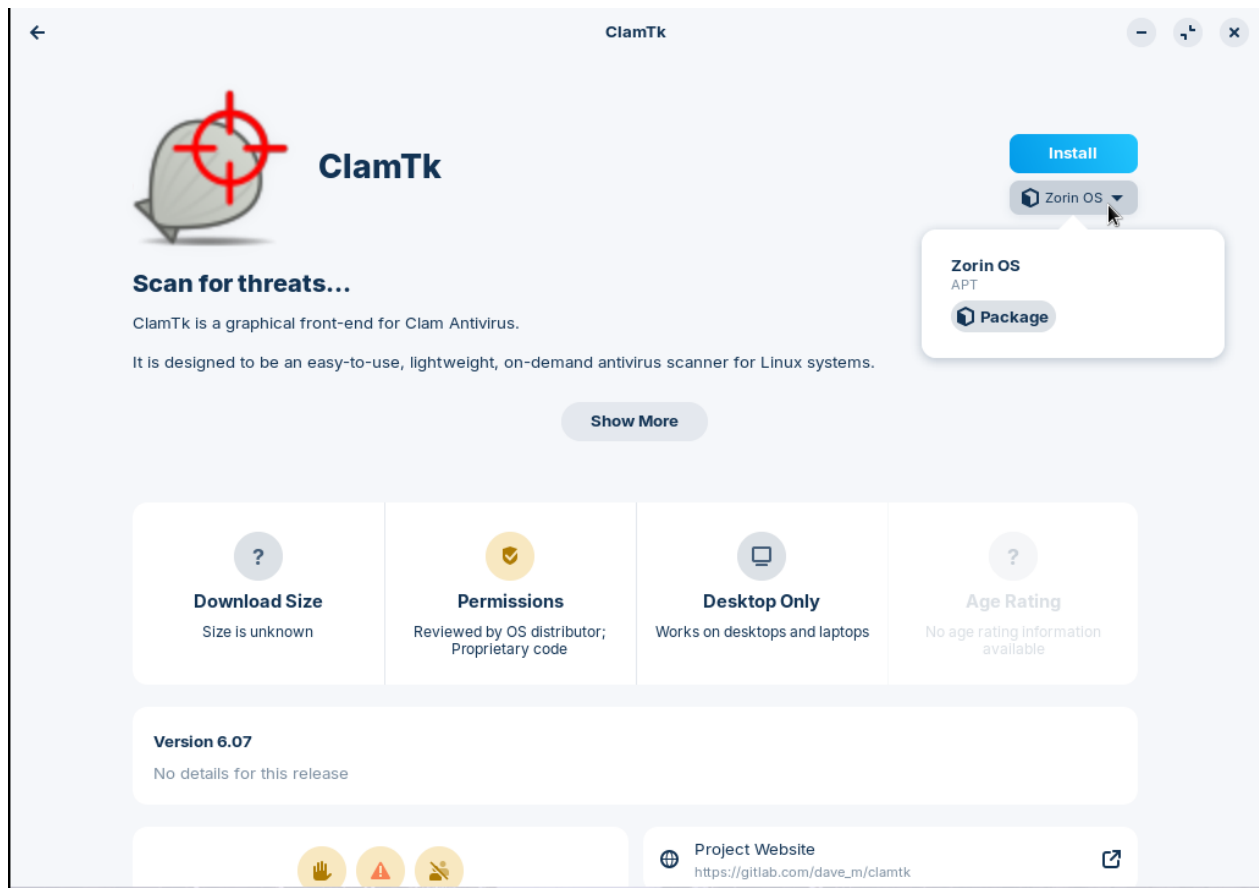 ClamTk
ClamTk
Install
Zorin OS
Zorin OS
APT
Package
Scan for threats...
ClamTk is a graphical front-end for Clam Antivirus.
It is designed to be an easy-to-use, lightweight, on-demand antivirus scanner for Linux systems.
Show More
?
Download Size
Size is unknown
Permissions
Reviewed by OS distributor;
Proprietary code
Desktop Only
Works on desktops and laptops
?
Age Rating
No age rating information
available
Version 6.07
No details for this release
Project Website
https://gitlab.com/dave_m/clamtk